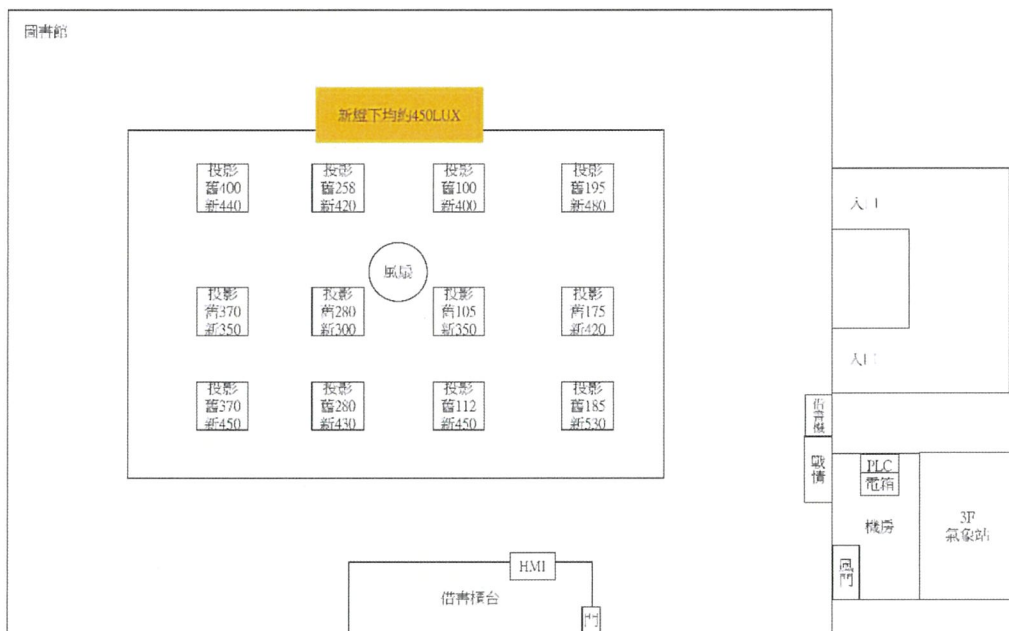 圖書館
新燈下均約450LUX
投影
舊400
新440
投影
舊258
新420
投影
舊100
新400
投影
舊195
新480
風扇
投影
舊370
新350
投影
舊280
新300
投影
舊105
新350
投影
舊175
新420
投影
舊370
新450
投影
舊280
新430
投影
舊112
新450
投影
舊185
新530
入口
入口
借書機
戰情
PLC
電箱
機房
3F
氣象站
風門
HMI
借書櫃台
門